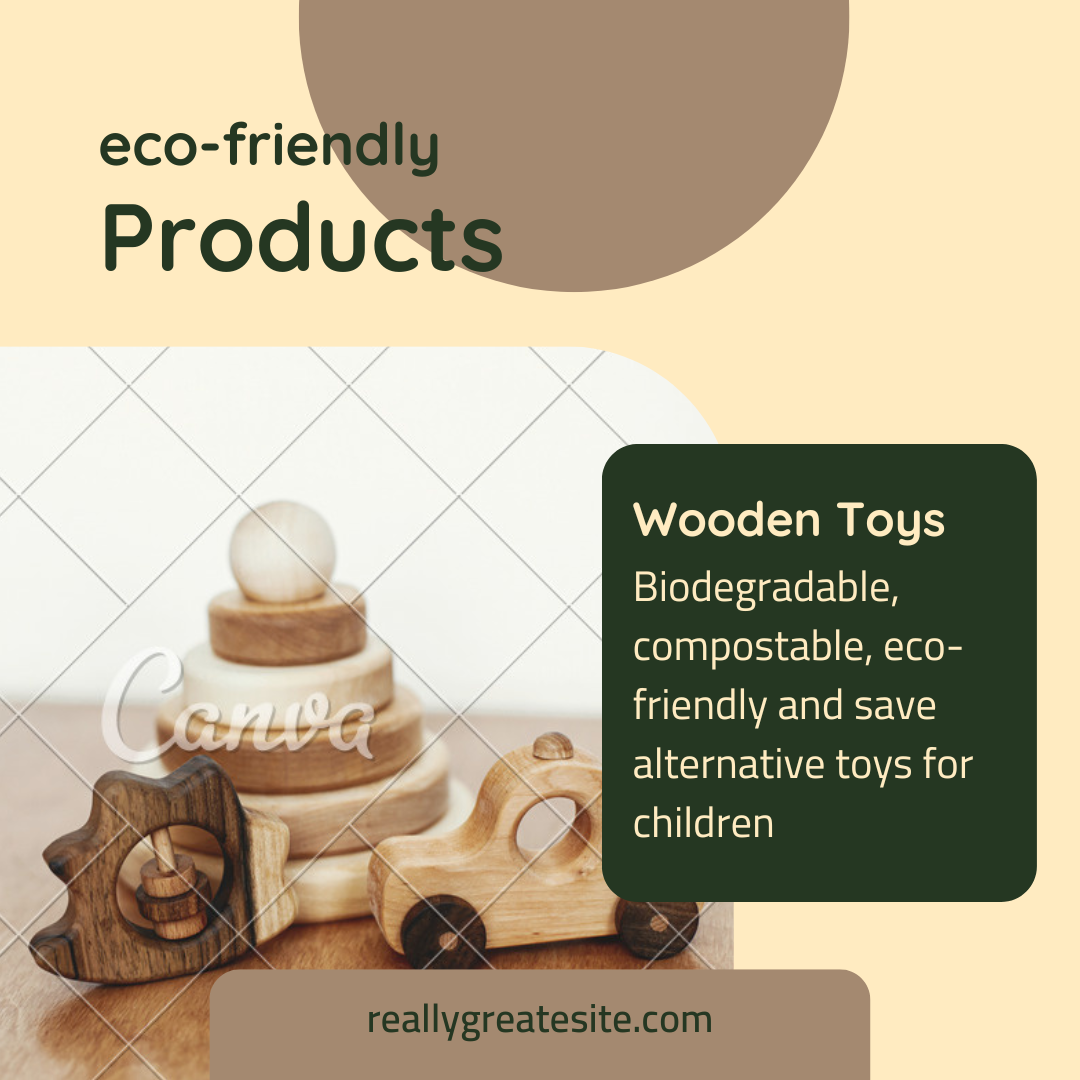 eco-friendly
Products
Canva
Wooden Toys
Biodegradable,
compostable, eco-
friendly and save
alternative toys for
children
reallygreatesite.com